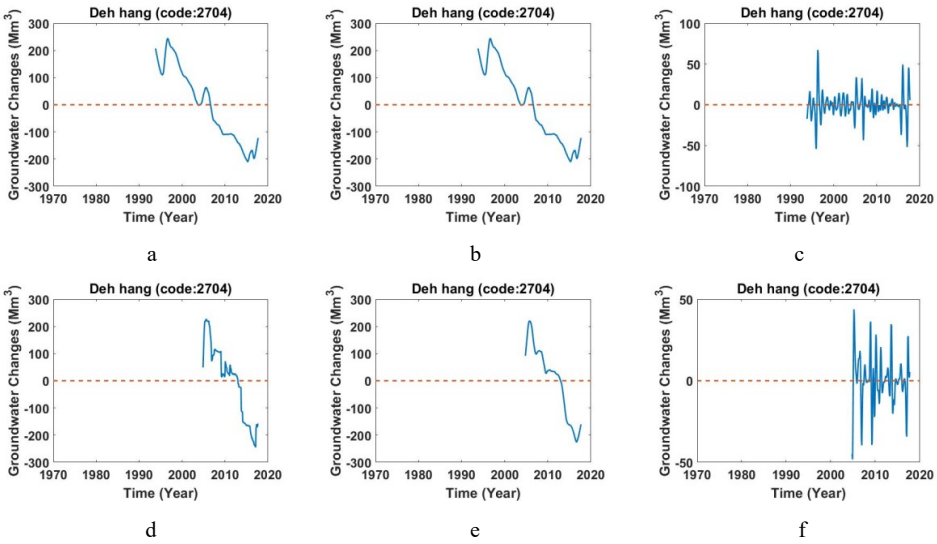 Deh hang (code:2704)
Groundwater Changes (Mm³)
300
200
100
0
-100
-200
-300
1970 1980 1990 2000 2010 2020
Time (Year)
a
Deh hang (code:2704)
Groundwater Changes (Mm³)
300
200
100
0
-100
-200
-300
1970 1980 1990 2000 2010 2020
Time (Year)
b
Deh hang (code:2704)
Groundwater Changes (Mm³)
100
50
0
-50
-100
1970 1980 1990 2000 2010 2020
Time (Year)
c
Deh hang (code:2704)
Groundwater Changes (Mm³)
300
200
100
0
-100
-200
-300
1970 1980 1990 2000 2010 2020
Time (Year)
d
Deh hang (code:2704)
Groundwater Changes (Mm³)
300
200
100
0
-100
-200
-300
1970 1980 1990 2000 2010 2020
Time (Year)
e
Deh hang (code:2704)
Groundwater Changes (Mm³)
50
0
-50
1970 1980 1990 2000 2010 2020
Time (Year)
f